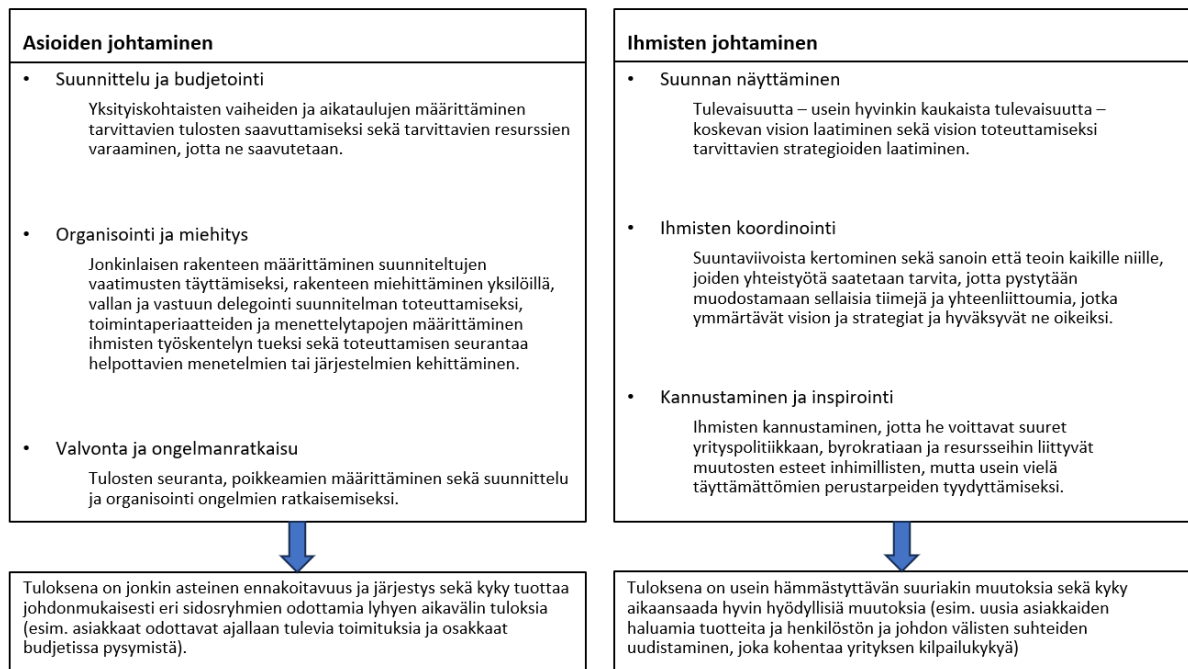 Asioiden johtaminen
• Suunnittelu ja budjetointi
Yksityiskohtaisten vaiheiden ja aikataulujen määrittäminen
tarvittavien tulosten saavuttamiseksi sekä tarvittavien resurssien
varaaminen, jotta ne saavutetaan.
• Organisointi ja miehitys
Jonkinlaisen rakenteen määrittäminen suunniteltujen
vaatimusten täyttämiseksi, rakenteen miehittäminen yksilöillä,
vallan ja vastuun delegointi suunnitelman toteuttamiseksi,
toimintaperiaatteiden ja menettelytapojen määrittäminen
ihmisten työskentelyn tueksi sekä toteuttamisen seurantaa
helpottavien menetelmien tai järjestelmien kehittäminen.
• Valvonta ja ongelmanratkaisu
Tulosten seuranta, poikkeamien määrittäminen sekä suunnittelu
ja organisointi ongelmien ratkaisemiseksi.
Tuloksena on jonkin asteinen ennakoitavuus ja järjestys sekä kyky tuottaa
johdonmukaisesti eri sidosryhmien odottamia lyhyen aikavälin tuloksia
(esim. asiakkaat odottavat ajallaan tulevia toimituksia ja osakkaat
budjetissa pysymistä).
Ihmisten johtaminen
• Suunnan näyttäminen
Tulevaisuutta – usein hyvinkin kaukaista tulevaisuutta –
koskevan vision laatiminen sekä vision toteuttamiseksi
tarvittavien strategioiden laatiminen.
• Ihmisten koordinointi
Suuntaviivoista kertominen sekä sanoin että teoin kaikille niille,
joiden yhteistyötä saatetaan tarvita, jotta pystytään
muodostamaan sellaisia tiimejä ja yhteenliittoumia, jotka
ymmärtävät vision ja strategiat ja hyväksyvät ne oikeiksi.
• Kannustaminen ja inspirointi
Ihmisten kannustaminen, jotta he voittavat suuret
yrityspolitiikkaan, byrokratiaan ja resursseihin liittyvät
muutosten esteet inhimillisten, mutta usein vielä
täyttämättömien perustarpeiden tyydyttämiseksi.
Tuloksena on usein hämmästyttävän suuriakin muutoksia sekä kyky
aikaansaada hyvin hyödyllisiä muutoksia (esim. uusia asiakkaiden
haluamia tuotteita ja henkilöstön ja johdon välisten suhteiden
uudistaminen, joka kohentaa yrityksen kilpailukykyä)